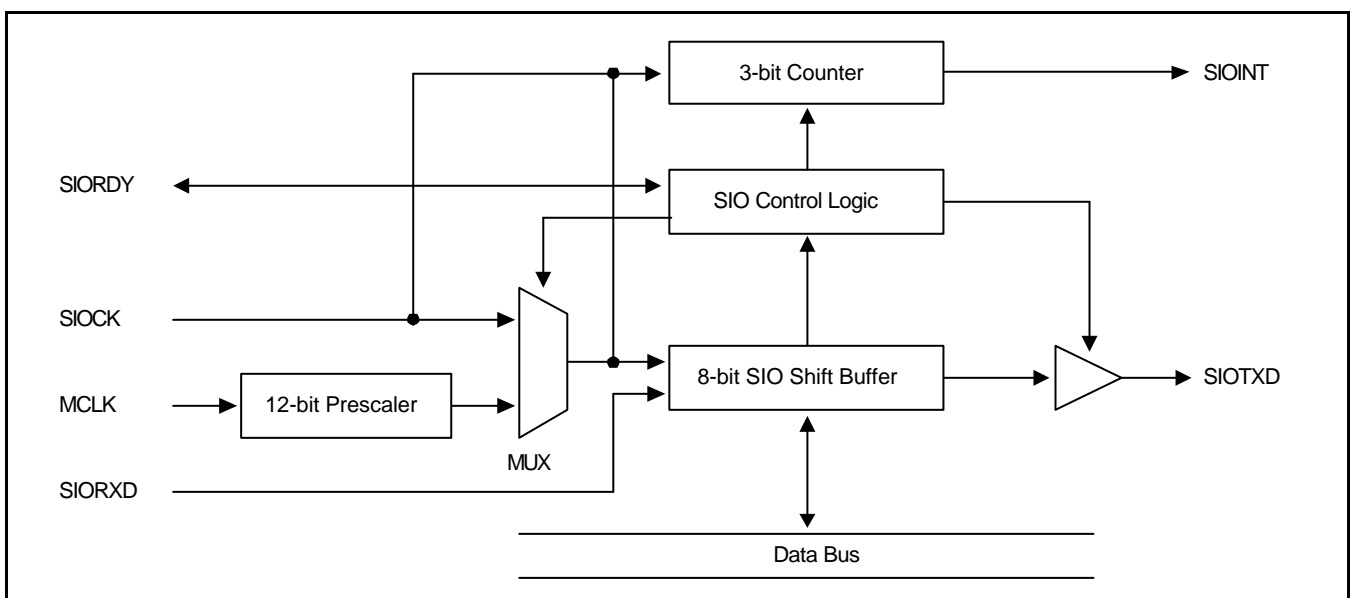 3-bit Counter
SIOINT
SIORDY
SIO Control Logic
SIOCK
8-bit SIO Shift Buffer
SIOTXD
MCLK
12-bit Prescaler
MUX
SIORXD
Data Bus